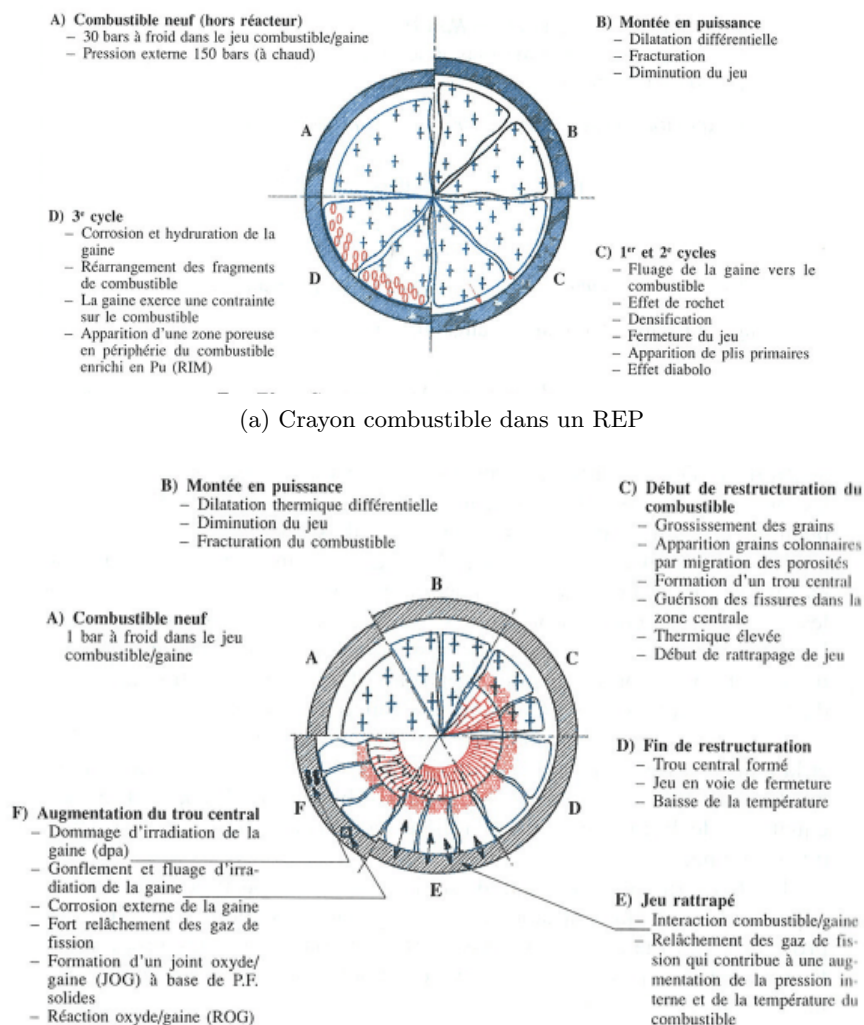 A) Combustible neuf (hors réacteur)
– 30 bars à froid dans le jeu combustible/gaine
– Pression externe 150 bars (à chaud)
B) Montée en puissance
– Dilatation différentielle
– Fracturation
– Diminution du jeu
A
B
D) 3e cycle
– Corrosion et hydruration de la
gaine
– Réarrangement des fragments
de combustible
– La gaine exerce une contrainte
sur le combustible
– Apparition d'une zone poreuse
en périphérie du combustible
enrichi en Pu (RIM)
D
C
C) 1er et 2e cycles
– Fluage de la gaine vers le
combustible
– Effet de rochet
– Densification
– Fermeture du jeu
– Apparition de plis primaires
– Effet diabolo
(a) Crayon combustible dans un REP
B) Montée en puissance
– Dilatation thermique différentielle
– Diminution du jeu
– Fracturation du combustible
C) Début de restructuration du
combustible
– Grossissement des grains
– Apparition grains colonnaires
par migration des porosités
– Formation d'un trou central
– Guérison des fissures dans la
zone centrale
– Thermique élevée
– Début de rattrapage de jeu
A) Combustible neuf
1 bar à froid dans le jeu
combustible/gaine
B
A
C
F
D
E
D) Fin de restructuration
– Trou central formé
– Jeu en voie de fermeture
– Baisse de la température
F) Augmentation du trou central
– Dommage d'irradiation de la
gaine (dpa)
– Gonflement et fluage d'irra-
diation de la gaine
– Corrosion externe de la gaine
– Fort relâchement des gaz de
fission
– Formation d'un joint oxyde/
gaine (JOG) à base de P.F.
solides
– Réaction oxyde/gaine (ROG)
E) Jeu rattrapé
– Interaction combustible/gaine
– Relâchement des gaz de fis-
sion qui contribue à une aug-
mentation de la pression in-
terne et de la température du
combustible